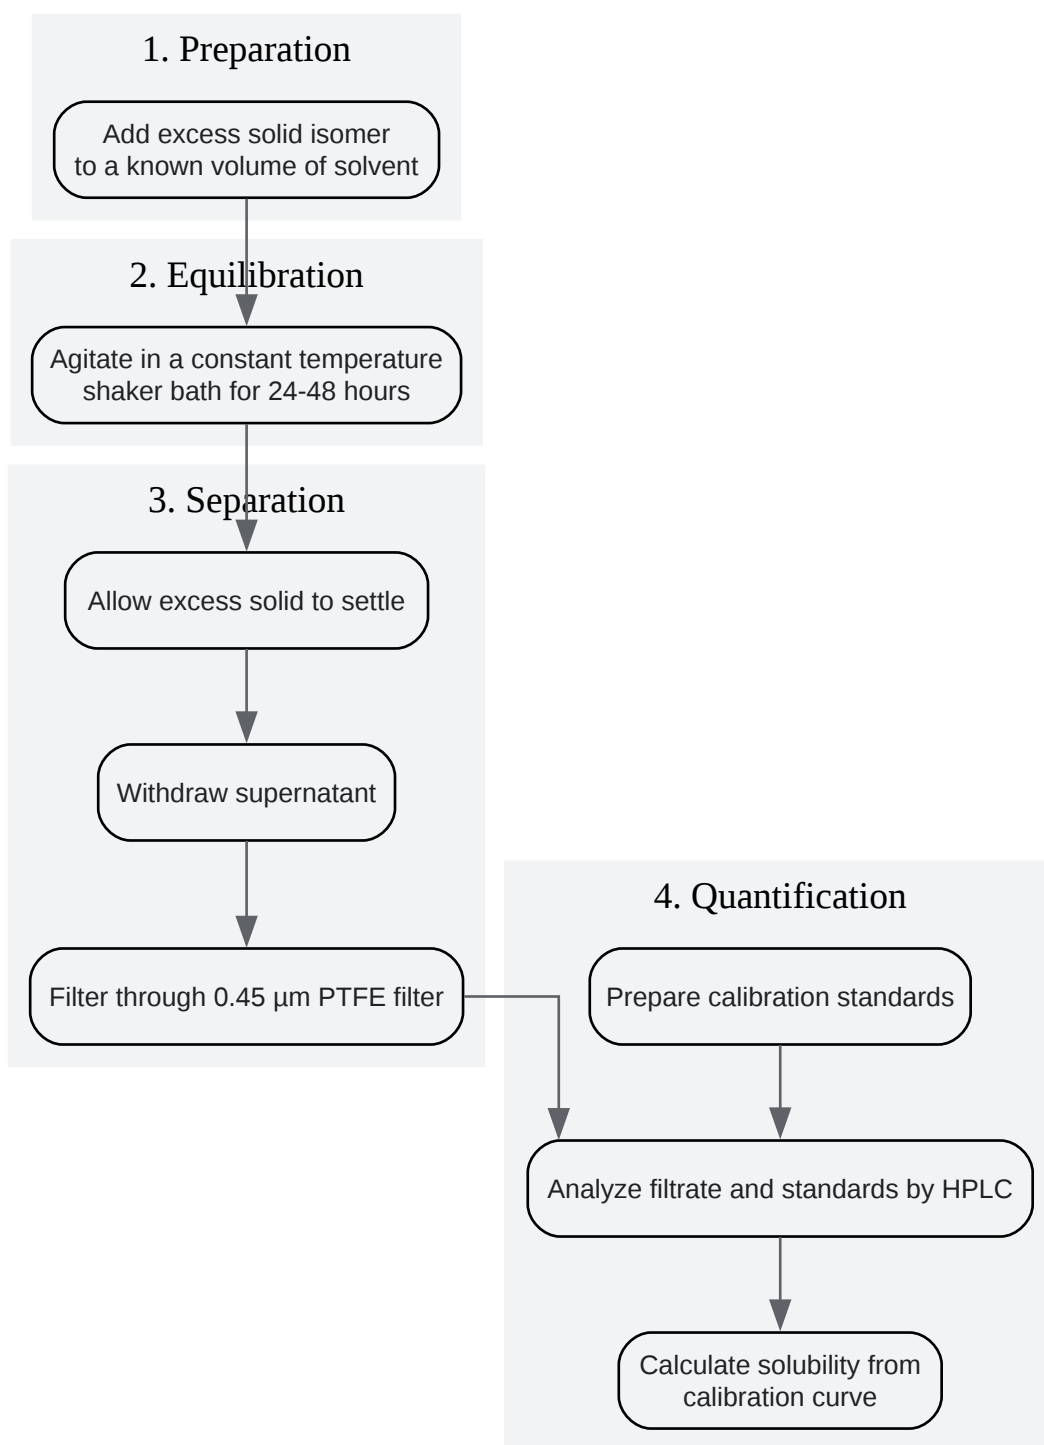 1. Preparation
Add excess solid isomer
to a known volume of solvent
2. Equilibration
Agitate in a constant temperature
shaker bath for 24-48 hours
3. Separation
Allow excess solid to settle
Withdraw supernatant
Filter through 0.45 µm PTFE filter
4. Quantification
Prepare calibration standards
Analyze filtrate and standards by HPLC
Calculate solubility from
calibration curve